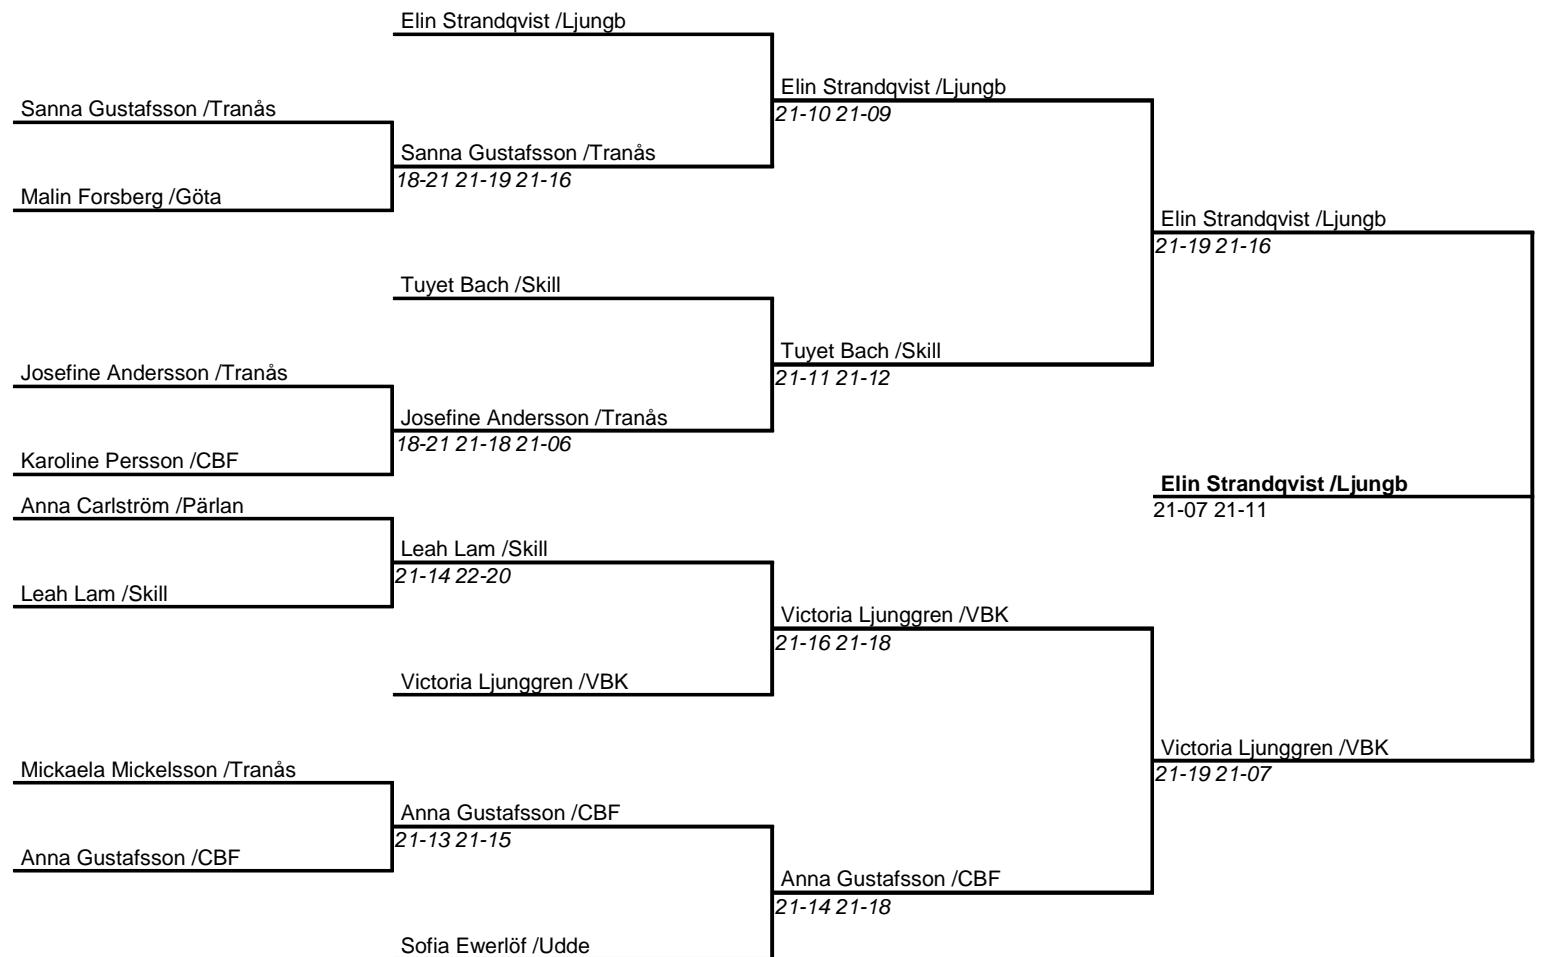 Elin Strandqvist /Ljungb
Elin Strandqvist /Ljungb
21-10 21-09
Sanna Gustafsson /Tranås
Sanna Gustafsson /Tranås
18-21 21-19 21-16
Malin Forsberg /Göta
Elin Strandqvist /Ljungb
21-19 21-16
Tuyet Bach /Skill
Tuyet Bach /Skill
21-11 21-12
Josefine Andersson /Tranås
Josefine Andersson /Tranås
18-21 21-18 21-06
Karoline Persson /CBF
Elin Strandqvist /Ljungb
21-07 21-11
Anna Carlström /Pärlan
Leah Lam /Skill
21-14 22-20
Leah Lam /Skill
Victoria Ljunggren /VBK
21-16 21-18
Victoria Ljunggren /VBK
Victoria Ljunggren /VBK
21-19 21-07
Mickaela Mickelsson /Tranås
Anna Gustafsson /CBF
21-13 21-15
Anna Gustafsson /CBF
Anna Gustafsson /CBF
21-14 21-18
Sofia Ewerlöf /Udde